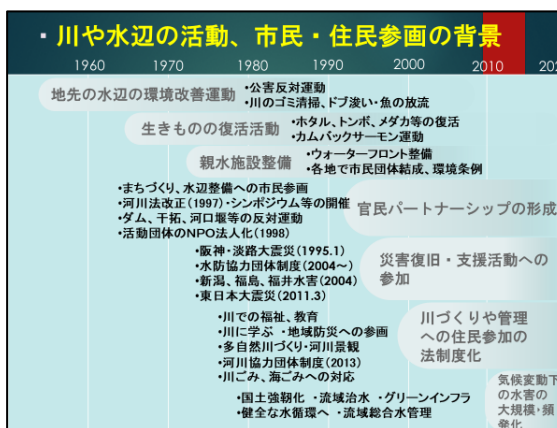 ・川や水辺の活動、市民・住民参画の背景
1960 1970 1980 1990 2000 2010 202
地先の水辺の環境改善運動
・公害反対運動
・川のゴミ清掃、ドブ浚い・魚の放流
生きものの復活活動
・ホタル、トンボ、メダカ等の復活
・カムバックサーモン運動
親水施設整備
・ウォーターフロント整備
・各地で市民団体結成、環境条例
・まちづくり、水辺整備への市民参画
・河川法改正(1997)・シンポジウム等の開催
・ダム、干拓、河口堰等の反対運動
・活動団体のNPO法人化(1998)
官民パートナーシップの形成
・阪神・淡路大震災(1995.1)
・水防協力団体制度(2004~)
・新潟、福島、福井水害(2004)
・東日本大震災(2011.3)
災害復旧・支援活動への
参加
・川での福祉、教育
・川に学ぶ ・地域防災への参画
・多自然川づくり・河川景観
・河川協力団体制度(2013)
・川ごみ、海ごみへの対応
川づくりや管理
への住民参加の
法制度化
・国土強靭化 ・流域治水 ・グリーンインフラ
・健全な水循環へ ・流域総合水管理
気候変動下
の水害の
大規模・頻
発化